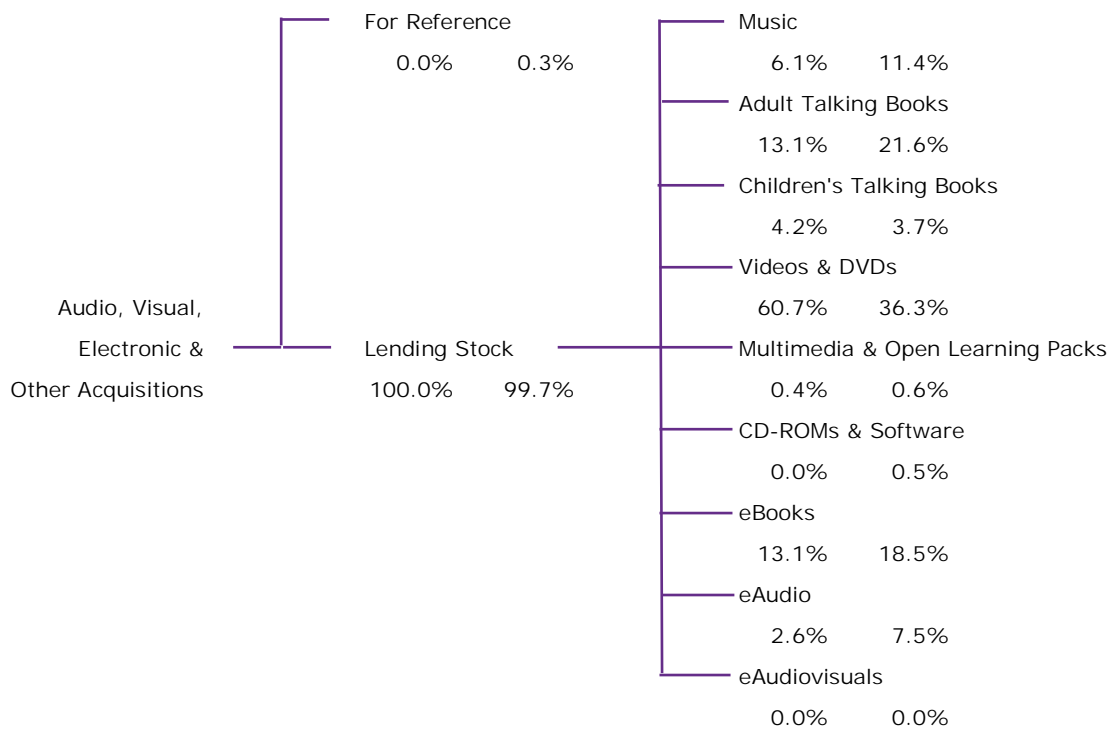 Audio, Visual,
Electronic &
Other Acquisitions
For Reference
0.0% 0.3%
Lending Stock
100.0% 99.7%
Music
6.1% 11.4%
Adult Talking Books
13.1% 21.6%
Children's Talking Books
4.2% 3.7%
Videos & DVDs
60.7% 36.3%
Multimedia & Open Learning Packs
0.4% 0.6%
CD-ROMs & Software
0.0% 0.5%
eBooks
13.1% 18.5%
eAudio
2.6% 7.5%
eAudiovisuals
0.0% 0.0%